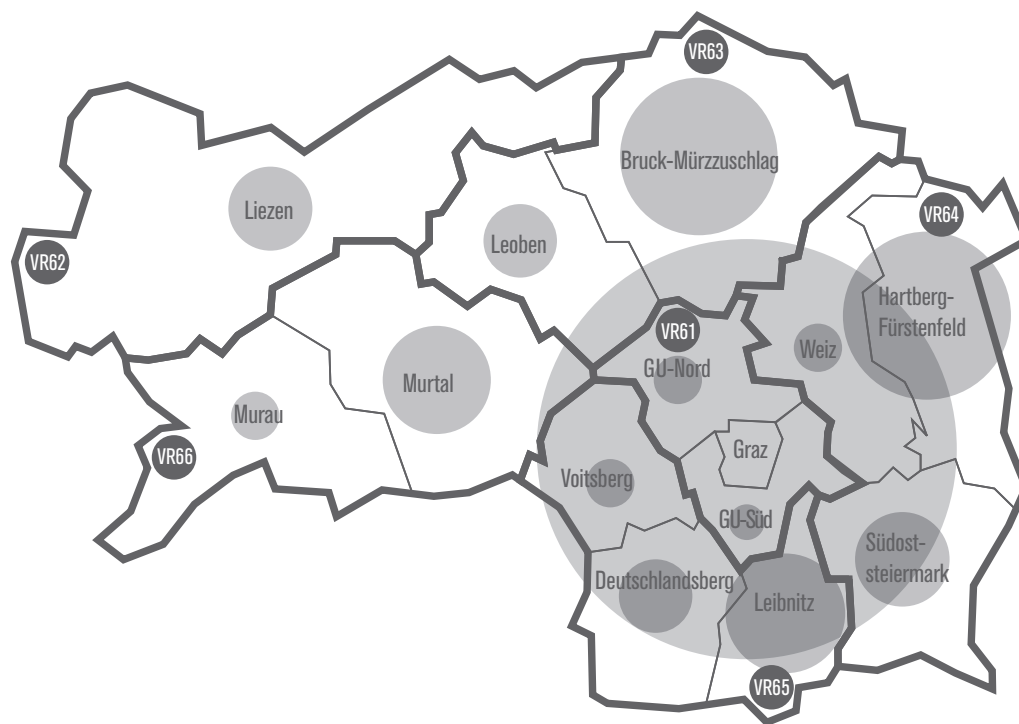 VR63
Bruck-Mürzzuschlag
Liezen
VR64
Leoben
VR62
Hartberg-
Fürstenfeld
VR61
Weiz
GU-Nord
Murtal
Murau
Graz
VR66
Voitsberg
GU-Süd
Südost-
steiermark
Deutschlandsberg
Leibnitz
VR65